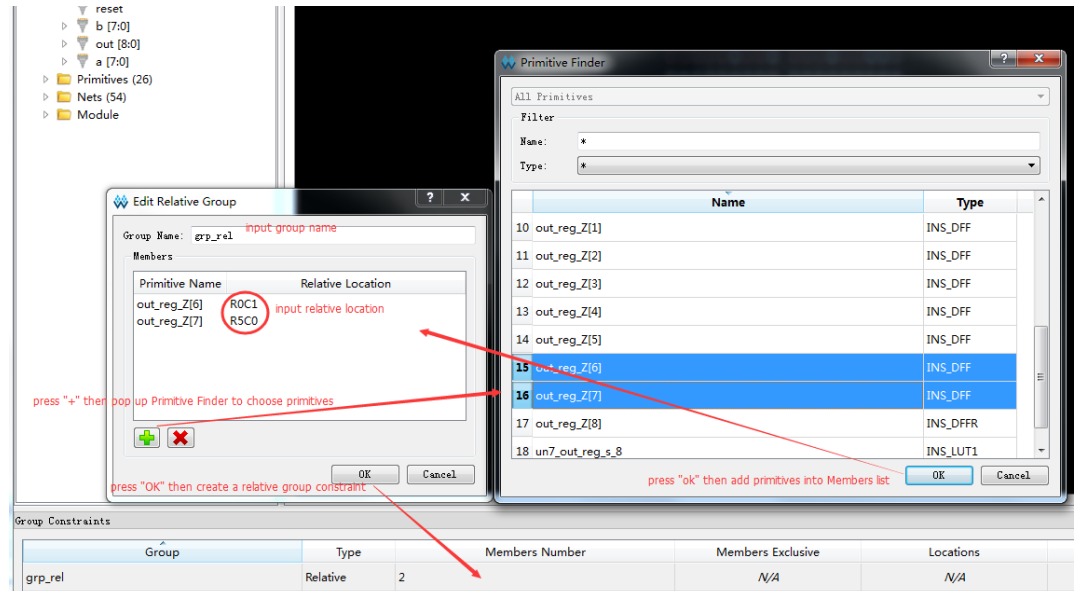 reset
b [7:0]
out [8:0]
a [7:0]
Primitives (26)
Nets (54)
Module
Primitive Finder
All Primitives
Filter
Name: *
Type: *
Name Type
10 out_reg_Z[1] INS_DFF
11 out_reg_Z[2] INS_DFF
12 out_reg_Z[3] INS_DFF
13 out_reg_Z[4] INS_DFF
14 out_reg_Z[5] INS_DFF
15 out_reg_Z[6] INS_DFF
16 out_reg_Z[7] INS_DFF
17 out_reg_Z[8] INS_DFFR
18 un7_out_reg_s_8 INS_LUT1
press "ok" then add primitives into Members list
OK Cancel
Edit Relative Group
Group Name: grp_rel input group name
Members
Primitive Name Relative Location
out_reg_Z[6] R0C1
input relative location
out_reg_Z[7] R5C0
press "+" then pop up Primitive Finder to choose primitives
OK Cancel
press "OK" then create a relative group constraint
Group Constraints
Group Type Members Number Members Exclusive Locations
grp_rel Relative 2 N/A N/A